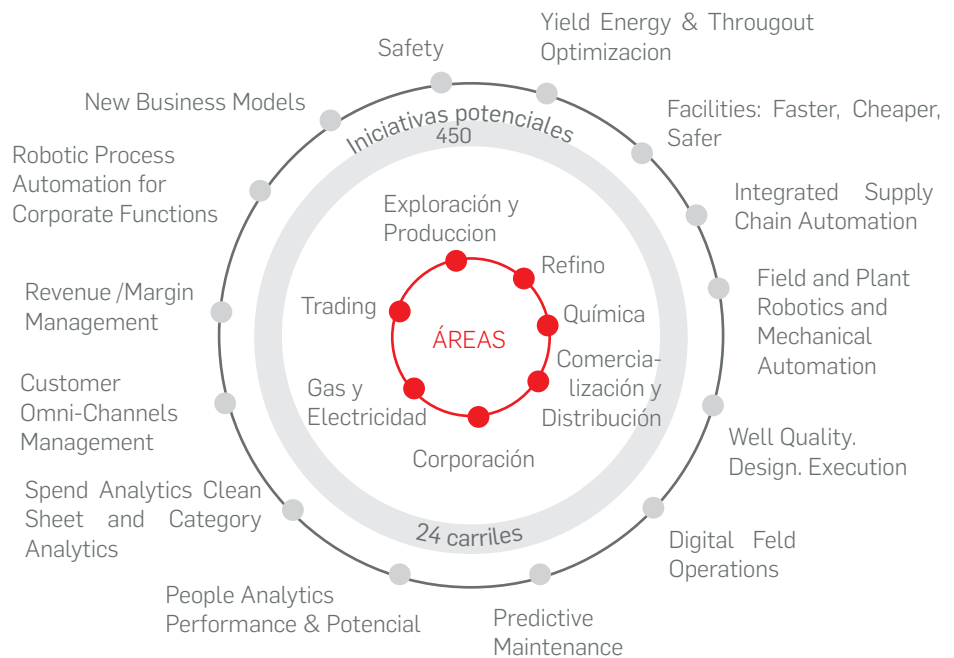 Yield Energy & Througout
Optimizacion
Safety
Facilities: Faster, Cheaper,
Safer
New Business Models
Iniciativas potenciales
450
Robotic Process
Automation for
Corporate Functions
Integrated Supply
Chain Automation
Exploración y
Produccion
Refino
Field and Plant
Robotics and
Mechanical
Automation
Revenue /Margin
Management
Trading
Química
ÁREAS
Comercia-
lización y
Distribución
Gas y
Electricidad
Customer
Omni-Channels
Management
Corporación
Well Quality.
Design. Execution
Spend Analytics Clean
Sheet and Category
Analytics
24 carriles
Digital Feld
Operations
People Analytics
Performance & Potencial
Predictive
Maintenance